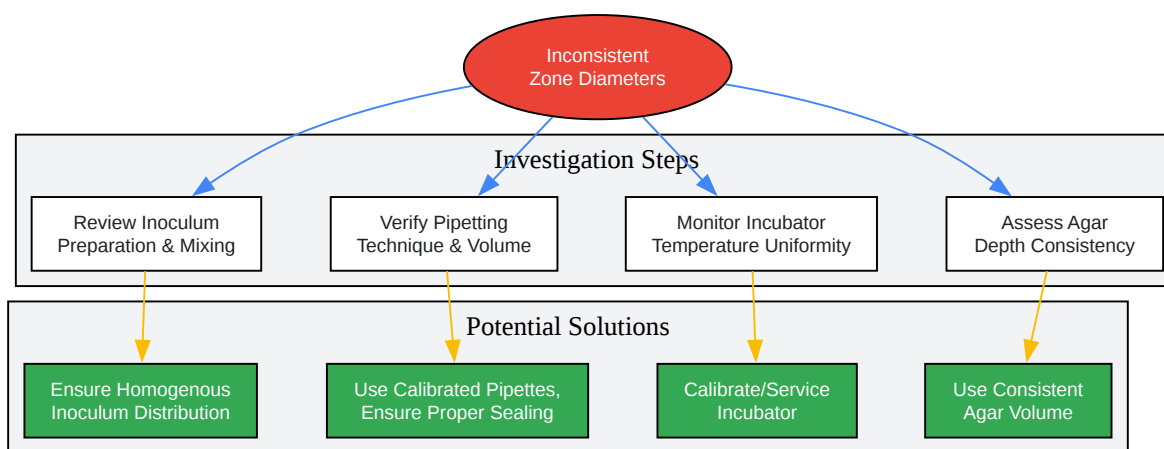 Inconsistent
Zone Diameters
Investigation Steps
Review Inoculum
Preparation & Mixing
Verify Pipetting
Technique & Volume
Monitor Incubator
Temperature Uniformity
Assess Agar
Depth Consistency
Potential Solutions
Ensure Homogenous
Inoculum Distribution
Use Calibrated Pipettes,
Ensure Proper Sealing
Calibrate/Service
Incubator
Use Consistent
Agar Volume